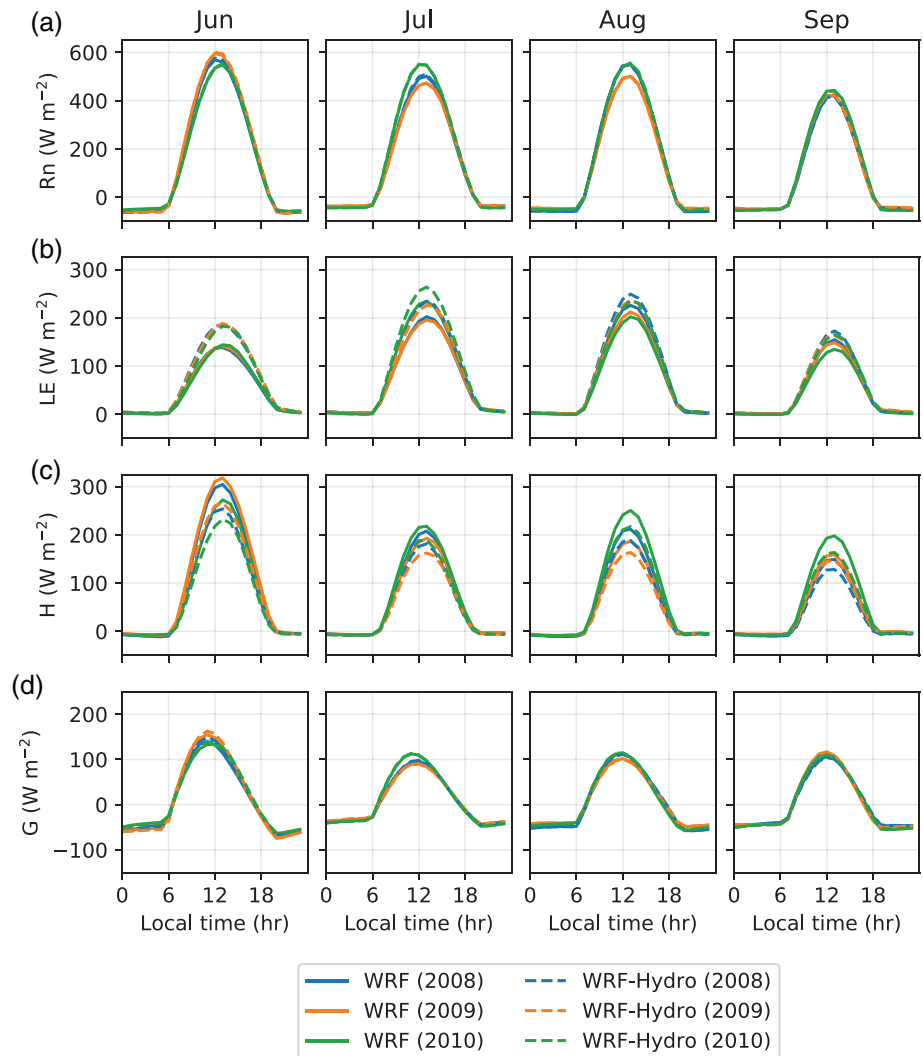 (a) Jun Jul Aug Sep
600
400
200
0
Rn (W m−2)
(b)
300
200
100
0
LE (W m−2)
(c)
300
200
100
0
H (W m−2)
(d)
200
100
0
−100
G (W m−2)
0 6 12 18 0 6 12 18 0 6 12 18 0 6 12 18
Local time (hr) Local time (hr) Local time (hr) Local time (hr)
WRF (2008) WRF-Hydro (2008)
WRF (2009) WRF-Hydro (2009)
WRF (2010) WRF-Hydro (2010)